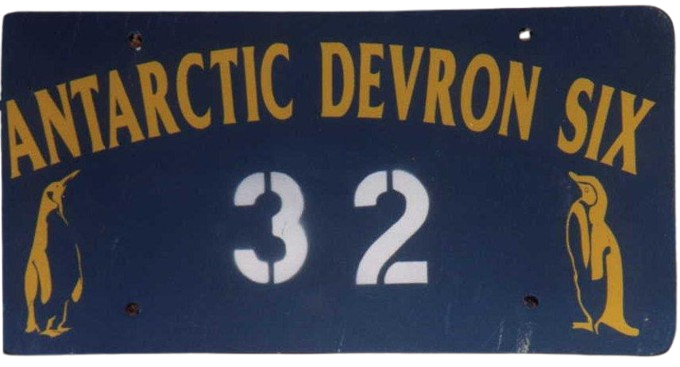 ANTARCTIC DEVRON SIX
32